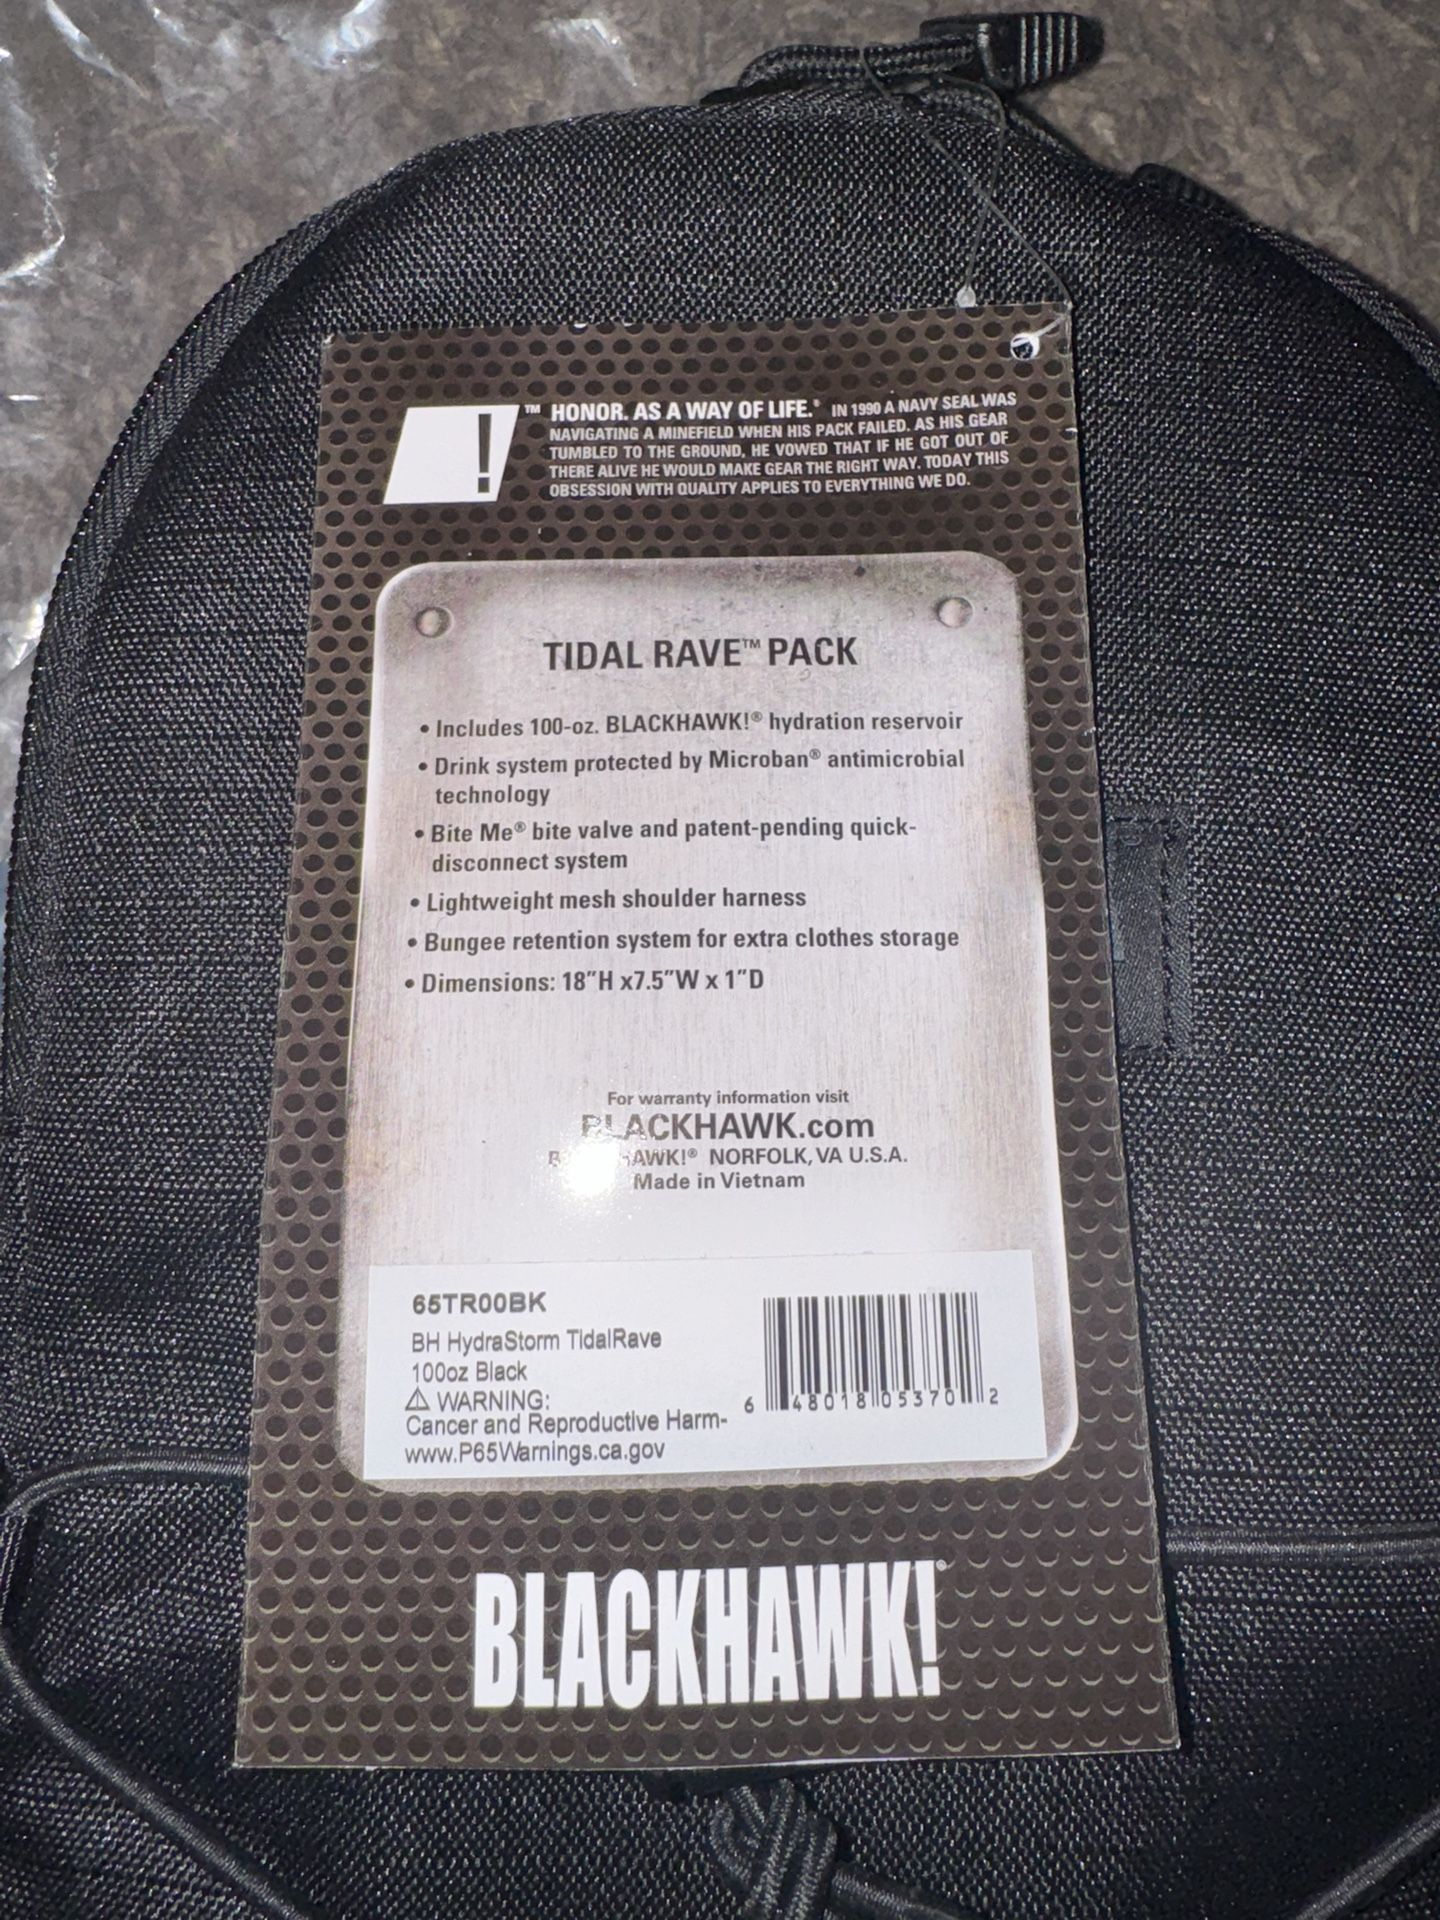 ! ™ HONOR. AS A WAY OF LIFE.® IN 1990 A NAVY SEAL WAS
NAVIGATING A MINEFIELD WHEN HIS PACK FAILED. AS HIS GEAR
TUMBLED TO THE GROUND, HE VOWED THAT IF HE GOT OUT OF
THERE ALIVE HE WOULD MAKE GEAR THE RIGHT WAY. TODAY THIS
OBSESSION WITH QUALITY APPLIES TO EVERYTHING WE DO.
TIDAL RAVE™ PACK
• Includes 100-oz. BLACKHAWK!® hydration reservoir
• Drink system protected by Microban® antimicrobial
technology
• Bite Me® bite valve and patent-pending quick-
disconnect system
• Lightweight mesh shoulder harness
• Bungee retention system for extra clothes storage
• Dimensions: 18"H x7.5"W x 1"D
For warranty information visit
BLACKHAWK.com
NORFOLK, VA U.S.A.
Made in Vietnam
65TR00BK
BH HydraStorm TidalRave
100oz Black
⚠ WARNING:
Cancer and Reproductive Harm-
www.P65Warnings.ca.gov
6 48018 05370 2
BLACKHAWK!®